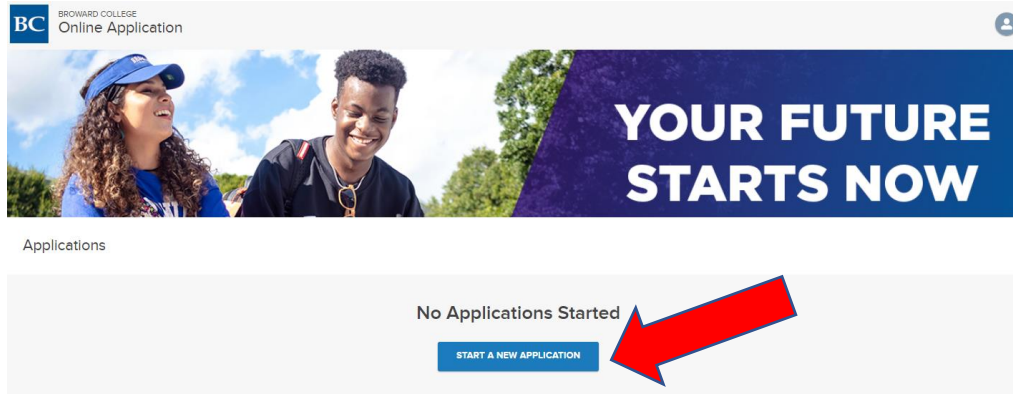 BC
BROWARD COLLEGE
Online Application
YOUR FUTURE
STARTS NOW
Applications
No Applications Started
START A NEW APPLICATION